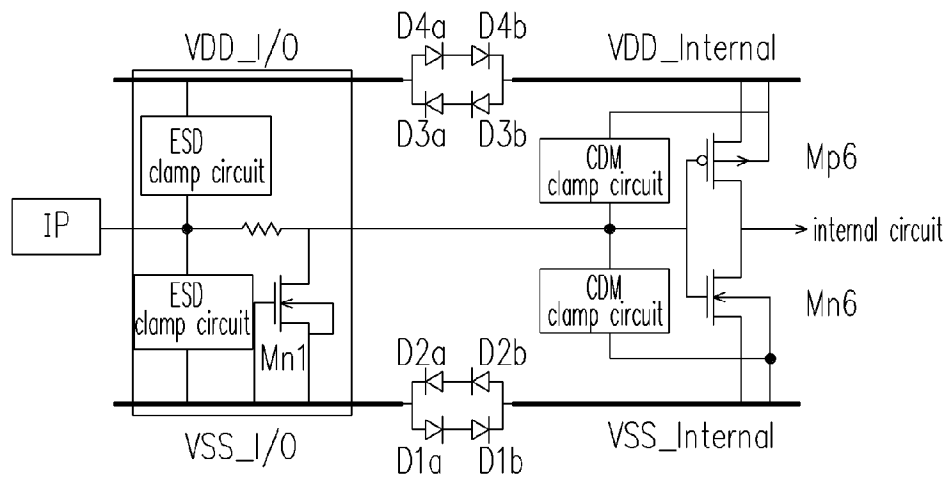 D4a D4b
VDD_I/O
VDD_Internal
D3a D3b
ESD
clamp circuit
CDM
clamp circuit
Mp6
IP
internal circuit
ESD
clamp circuit
CDM
clamp circuit
Mn6
Mn1
D2a D2b
VSS_I/O
VSS_Internal
D1a D1b